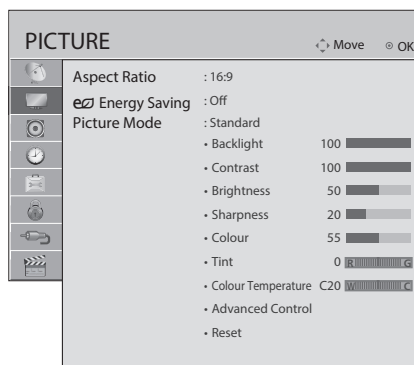 PICTURE Move OK
Aspect Ratio : 16:9
Energy Saving : Off
Picture Mode : Standard
• Backlight 100
• Contrast 100
• Brightness 50
• Sharpness 20
• Colour 55
• Tint 0 R G
• Colour Temperature C20 W C
• Advanced Control
• Reset